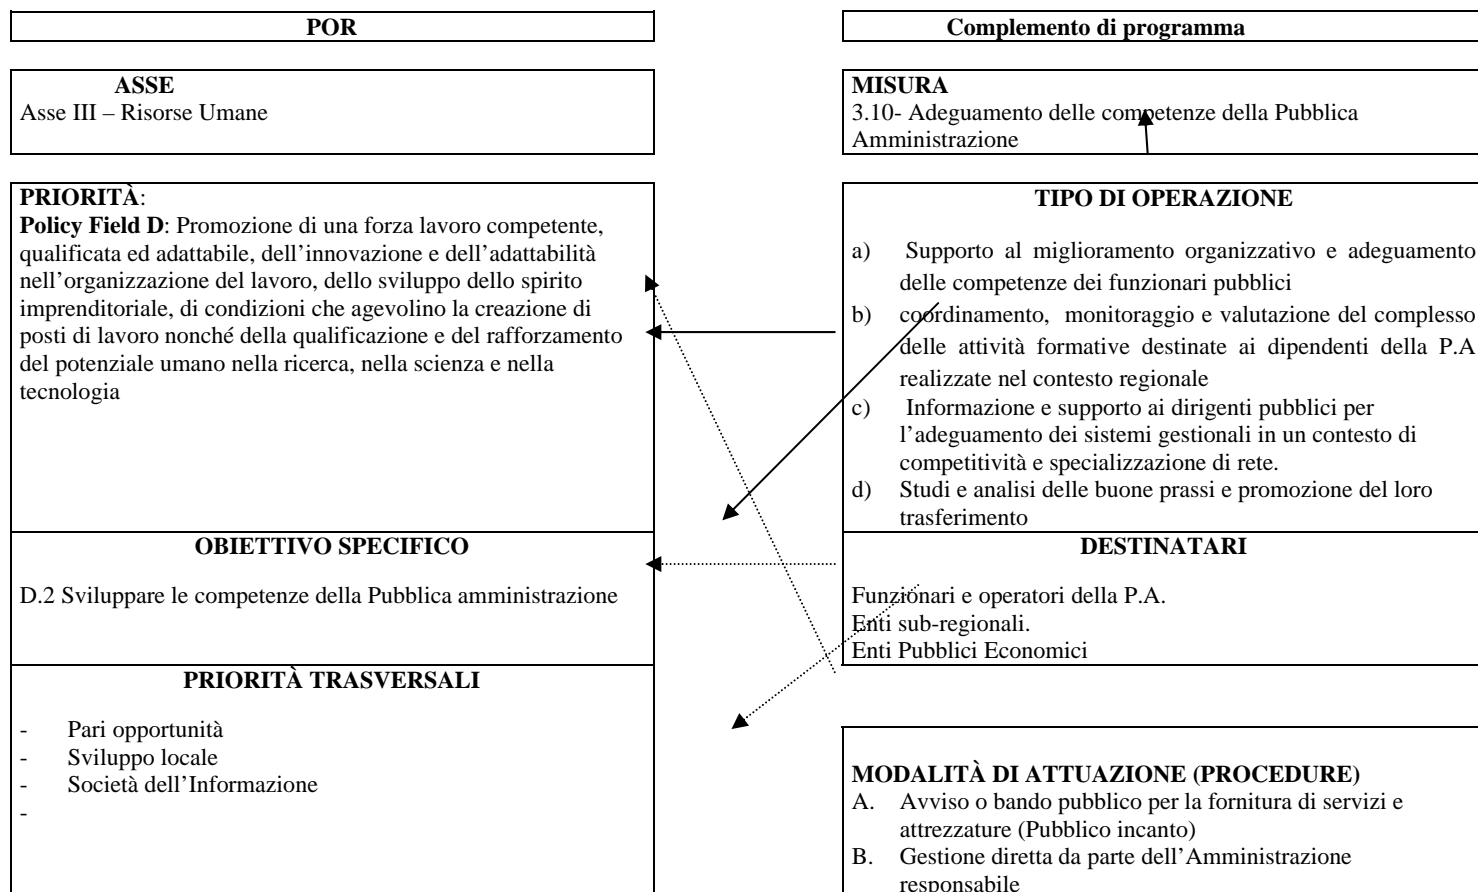 POR
ASSE
Asse III – Risorse Umane
PRIORITÀ:
Policy Field D: Promozione di una forza lavoro competente,
qualificata ed adattabile, dell’innovazione e dell’adattabilità
nell’organizzazione del lavoro, dello sviluppo dello spirito
imprenditoriale, di condizioni che agevolino la creazione di
posti di lavoro nonché della qualificazione e del rafforzamento
del potenziale umano nella ricerca, nella scienza e nella
tecnologia
OBIETTIVO SPECIFICO
D.2 Sviluppare le competenze della Pubblica amministrazione
PRIORITÀ TRASVERSALI
- Pari opportunità
- Sviluppo locale
- Società dell’Informazione
-
Complemento di programma
MISURA
3.10- Adeguamento delle competenze della Pubblica
Amministrazione
TIPO DI OPERAZIONE
a) Supporto al miglioramento organizzativo e adeguamento
delle competenze dei funzionari pubblici
b) coordinamento, monitoraggio e valutazione del complesso
delle attività formative destinate ai dipendenti della P.A
realizzate nel contesto regionale
c) Informazione e supporto ai dirigenti pubblici per
l’adeguamento dei sistemi gestionali in un contesto di
competitività e specializzazione di rete.
d) Studi e analisi delle buone prassi e promozione del loro
trasferimento
DESTINATARI
Funzionari e operatori della P.A.
Enti sub-regionali.
Enti Pubblici Economici
MODALITÀ DI ATTUAZIONE (PROCEDURE)
A. Avviso o bando pubblico per la fornitura di servizi e
attrezzature (Pubblico incanto)
B. Gestione diretta da parte dell’Amministrazione
responsabile